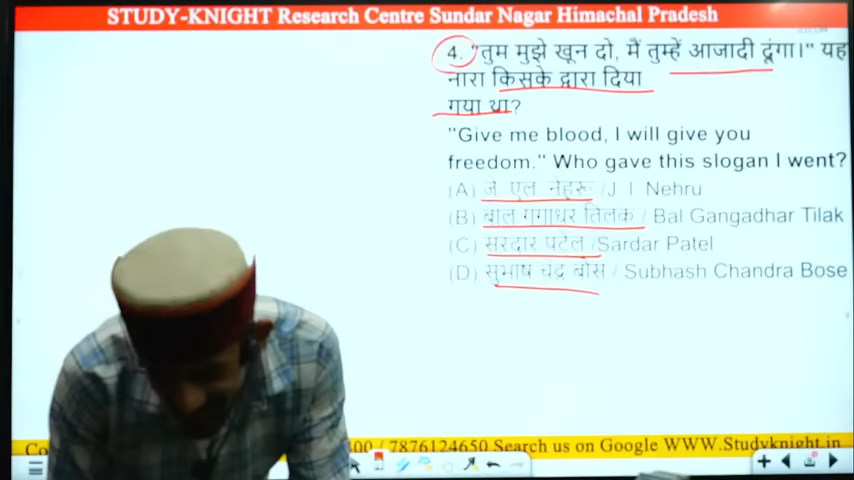 STUDY-KNIGHT Research Centre Sundar Nagar Himachal Pradesh
4. "तुम मुझे खून दो, मैं तुम्हें आजादी दूंगा।" यह
नारा किसके द्वारा दिया
गया था?
"Give me blood, I will give you
freedom." Who gave this slogan I went?
(A) जे एल नेहरू /J l Nehru
(B) बाल गंगाधर तिलक / Bal Gangadhar Tilak
(C) सरदार पटेल /Sardar Patel
(D) सुभाष चंद्र बोस / Subhash Chandra Bose
Co 00 / 7876124650 Search us on Google WWW.Studyknight.in